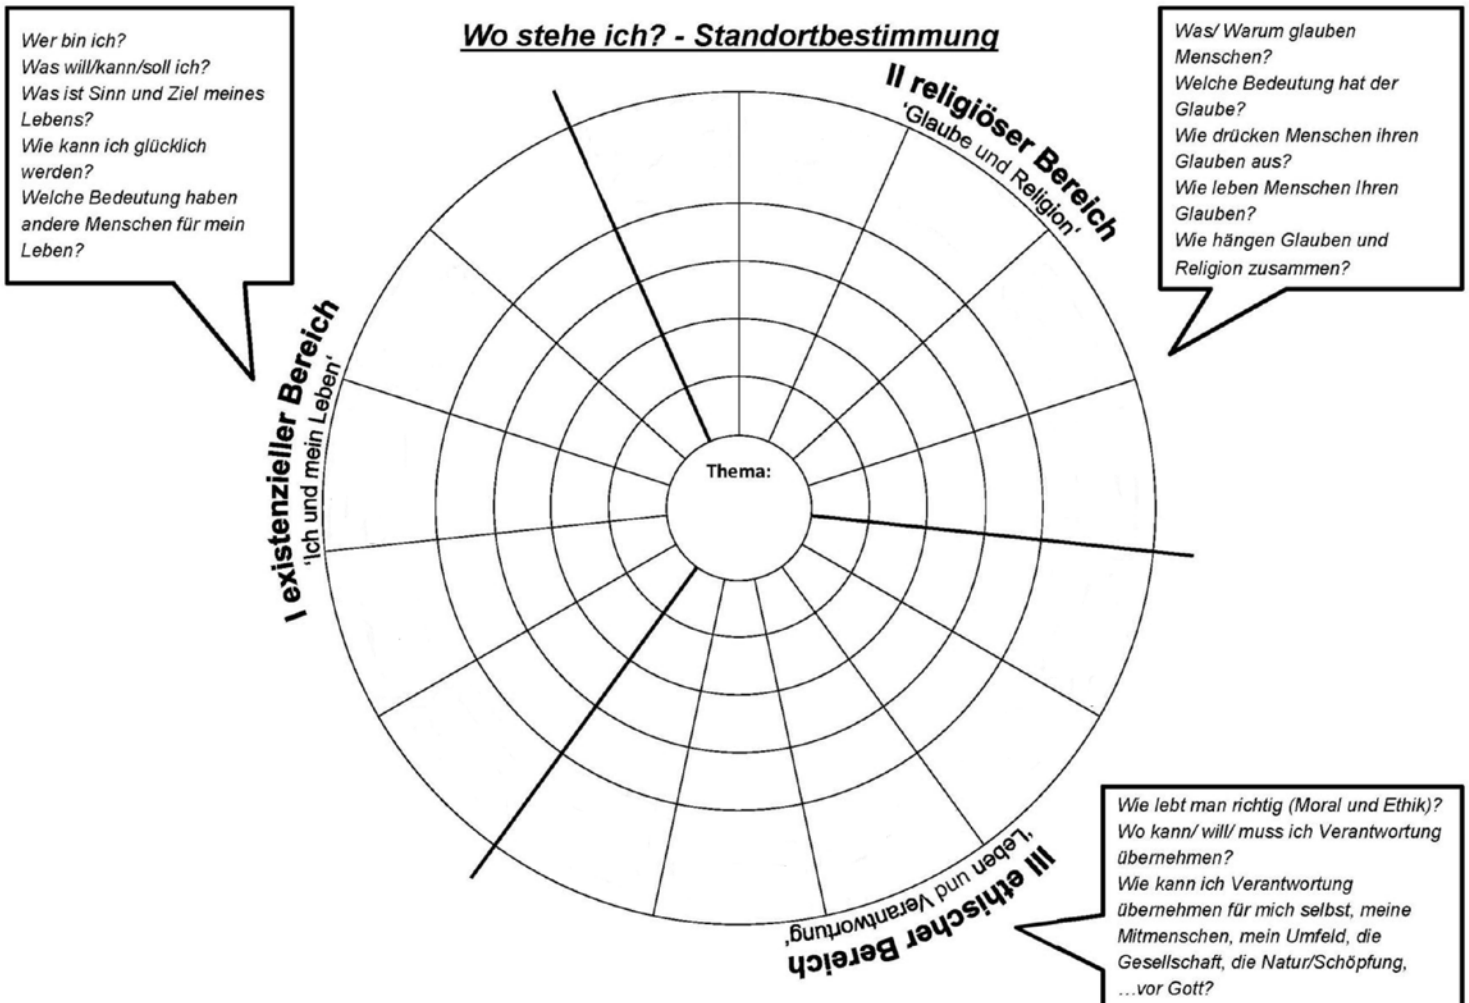 Wo stehe ich? - Standortbestimmung
Wer bin ich?
Was will/kann/soll ich?
Was ist Sinn und Ziel meines
Lebens?
Wie kann ich glücklich
werden?
Welche Bedeutung haben
andere Menschen für mein
Leben?
I existenzieller Bereich
'Ich und mein Leben'
II religiöser Bereich
'Glaube und Religion'
Was/ Warum glauben
Menschen?
Welche Bedeutung hat der
Glaube?
Wie drücken Menschen ihren
Glauben aus?
Wie leben Menschen Ihren
Glauben?
Wie hängen Glauben und
Religion zusammen?
Thema:
III ethischer Bereich
'Leben und Verantwortung'
Wie lebt man richtig (Moral und Ethik)?
Wo kann/ will/ muss ich Verantwortung
übernehmen?
Wie kann ich Verantwortung
übernehmen für mich selbst, meine
Mitmenschen, mein Umfeld, die
Gesellschaft, die Natur/Schöpfung,
…vor Gott?